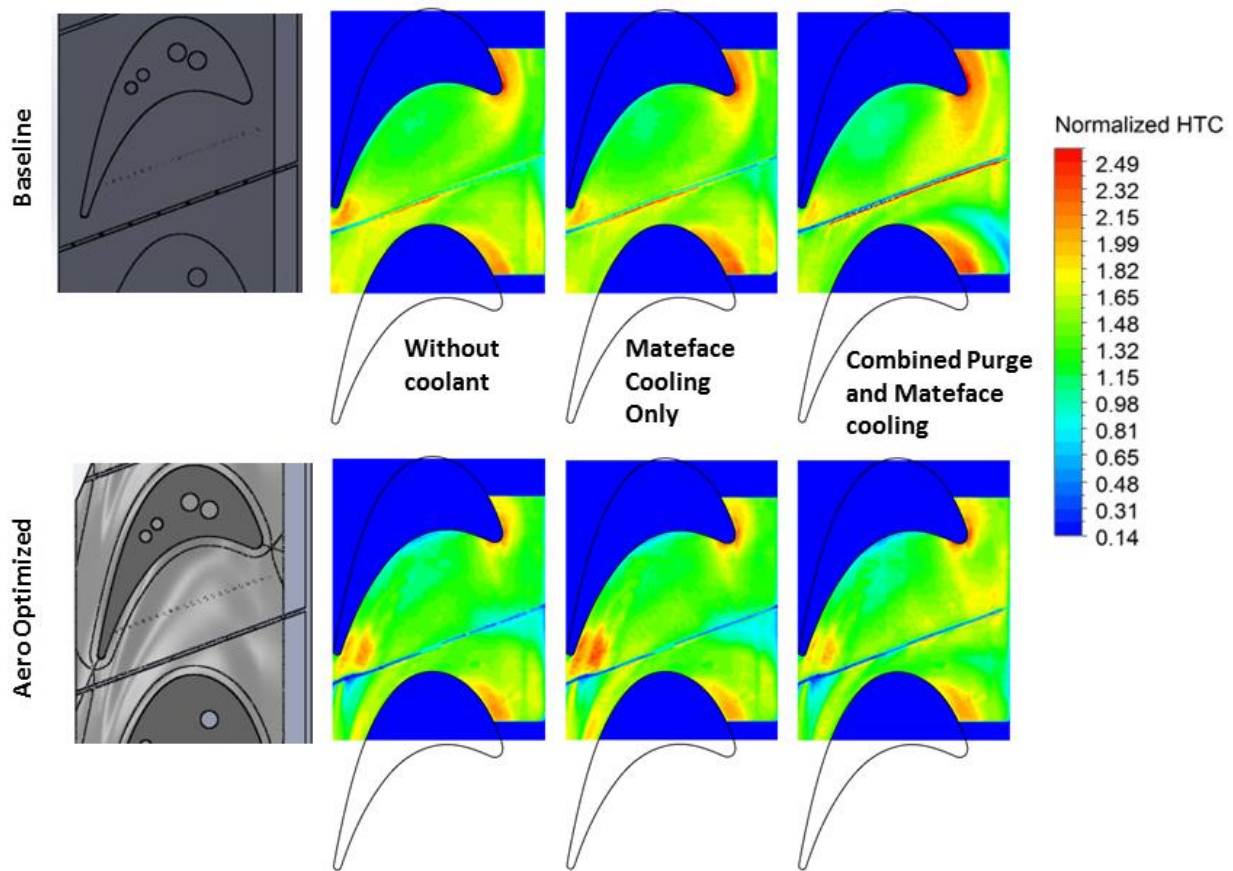 Baseline
Without
coolant
Mateface
Cooling
Only
Combined Purge
and Mateface
cooling
Normalized HTC
2.49
2.32
2.15
1.99
1.82
1.65
1.48
1.32
1.15
0.98
0.81
0.65
0.48
0.31
0.14
Aero Optimized